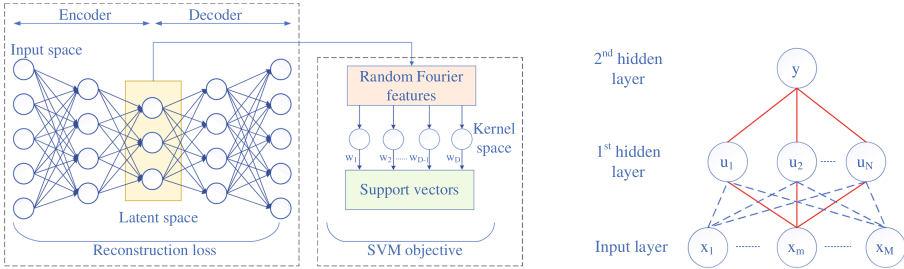 Encoder
Decoder
Input space
Latent space
Reconstruction loss
Random Fourier
features
Kernel
space
w1 w2 ...... wD-1 wD
Support vectors
SVM objective
2nd hidden
layer
y
1st hidden
layer
u1 u2 ..... uN
Input layer
x1 ........ xm ........ xM